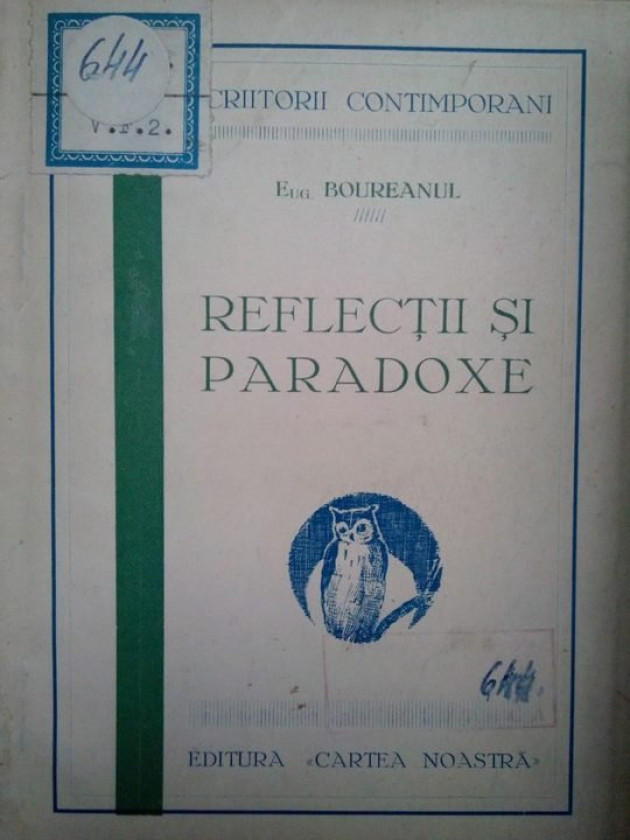 644
V.F.2.
CRIITORII CONTIMPORANI
EUG. BOUREANUL
//////
REFLECȚII ȘI
PARADOXE
644.
EDITURA «CARTEA NOASTRĂ»